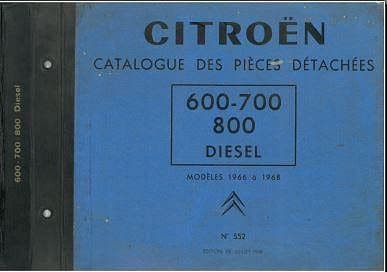 CITROËN
CATALOGUE DES PIÈCES DÉTACHÉES
600-700
800
DIESEL
MODÈLES 1966 à 1968
N° 552
600 - 700 800 Diesel